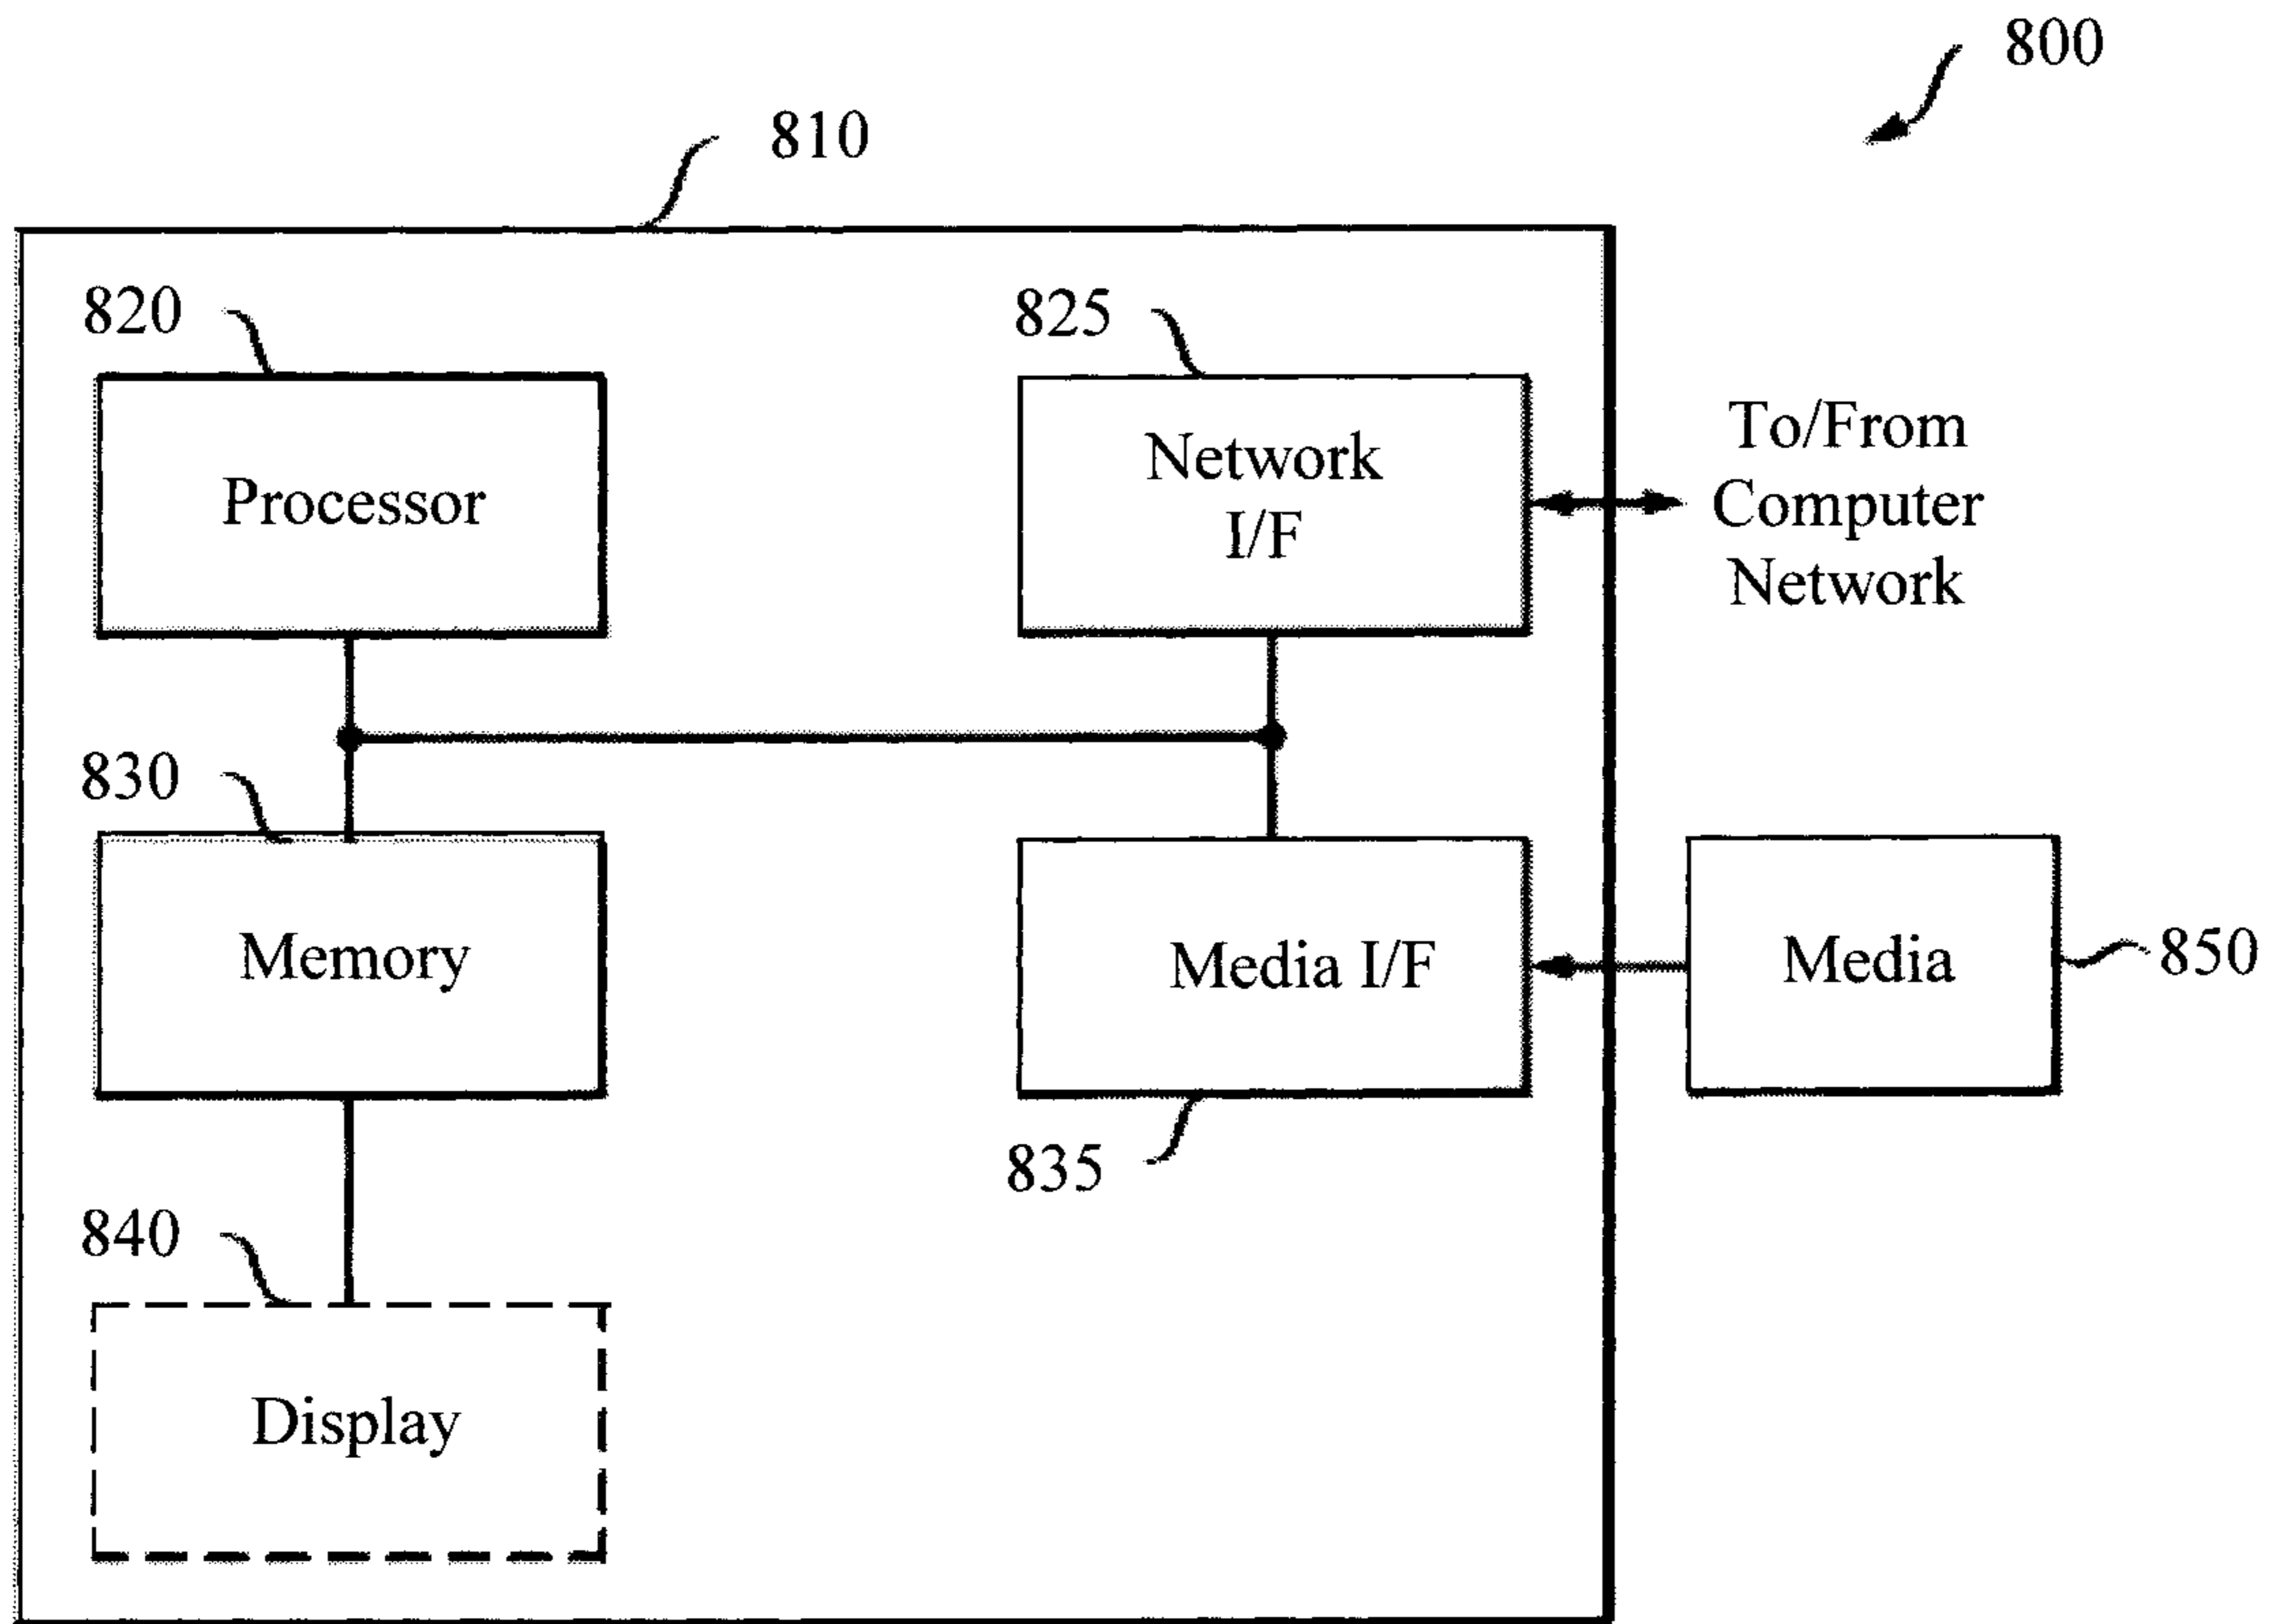 800
810
820
825
Processor
Network
I/F
To/From
Computer
Network
830
Memory
Media I/F
Media
850
835
840
Display